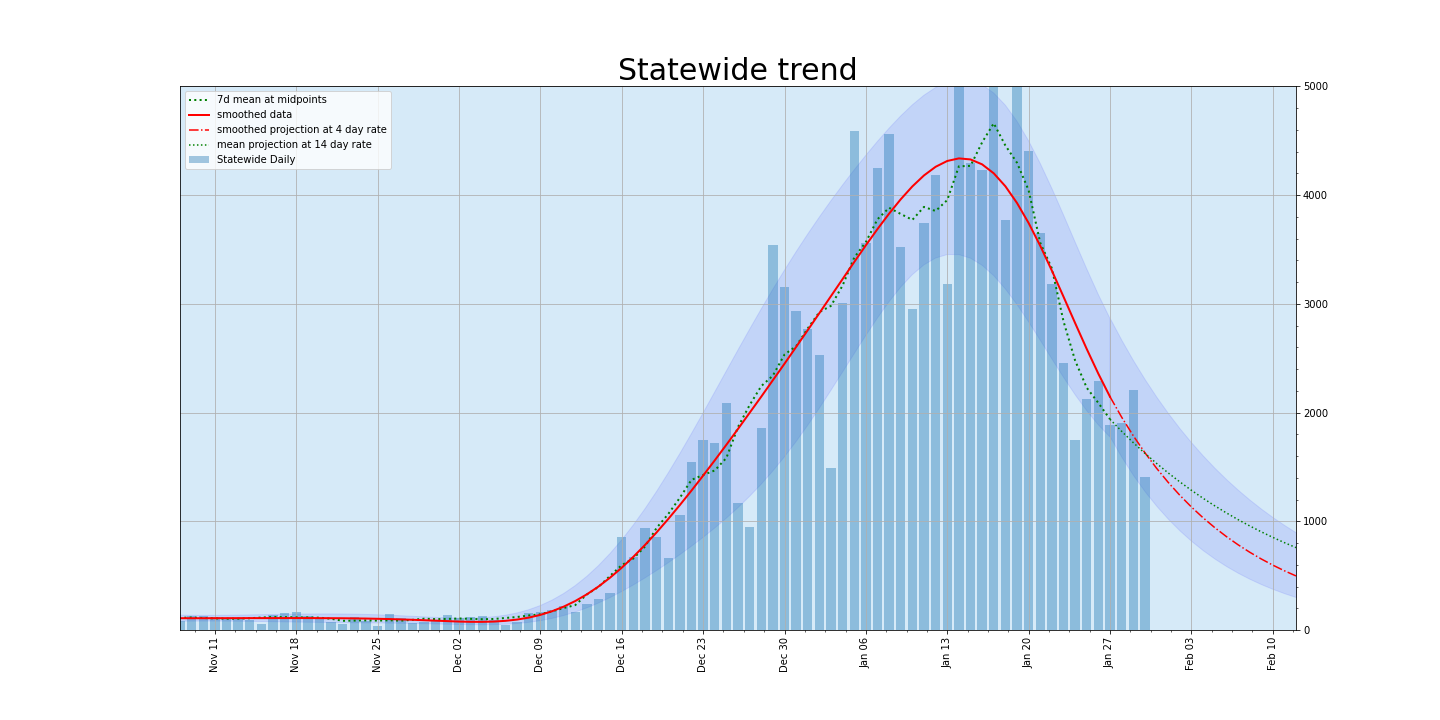 Statewide trend
7d mean at midpoints
smoothed data
smoothed projection at 4 day rate
mean projection at 14 day rate
Statewide Daily
5000
4000
3000
2000
1000
0
Nov 11
Nov 18
Nov 25
Dec 02
Dec 09
Dec 16
Dec 23
Dec 30
Jan 06
Jan 13
Jan 20
Jan 27
Feb 03
Feb 10